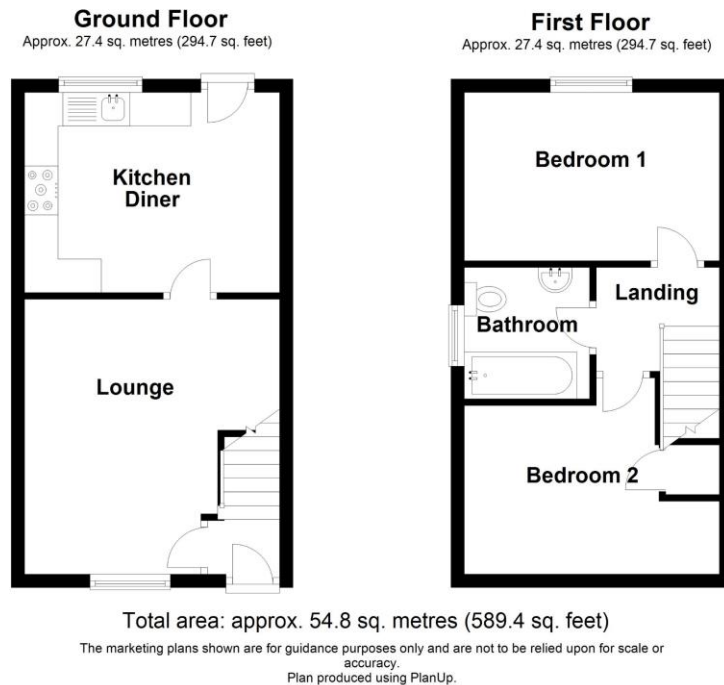 Ground Floor
Approx. 27.4 sq. metres (294.7 sq. feet)
Kitchen
Diner
Lounge
First Floor
Approx. 27.4 sq. metres (294.7 sq. feet)
Bedroom 1
Landing
Bathroom
Bedroom 2
Total area: approx. 54.8 sq. metres (589.4 sq. feet)
The marketing plans shown are for guidance purposes only and are not to be relied upon for scale or
accuracy.
Plan produced using PlanUp.